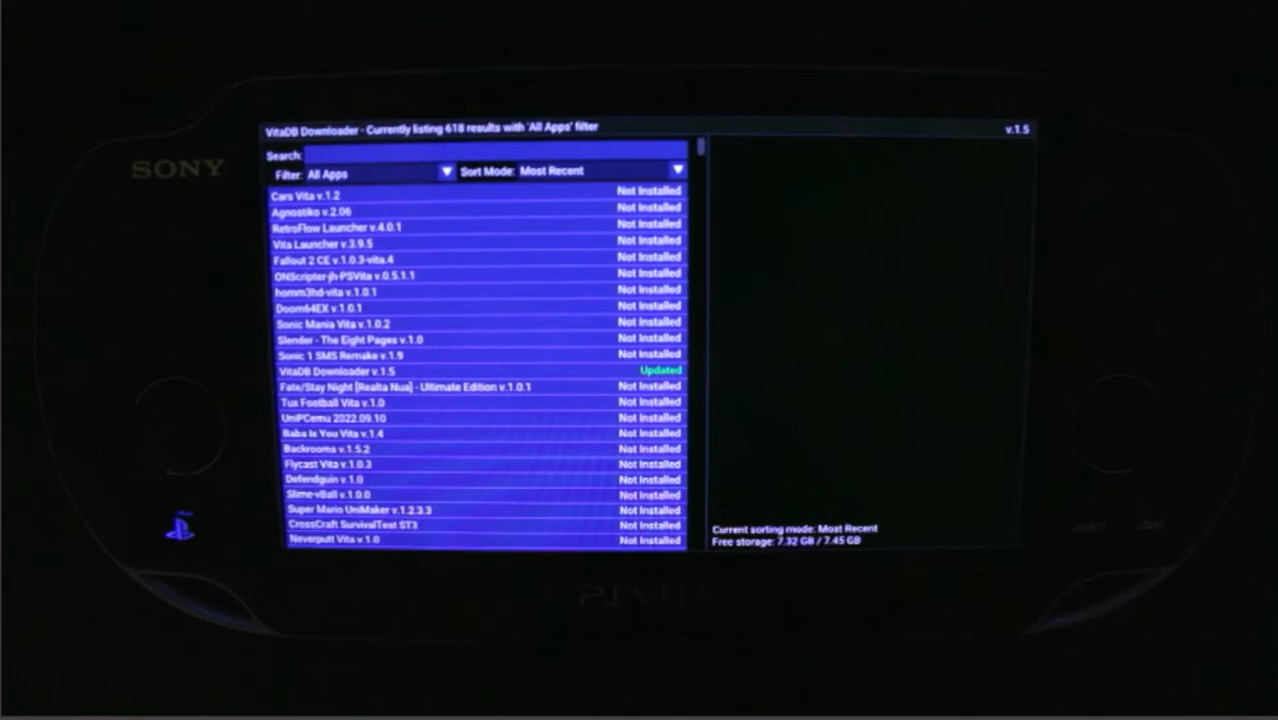 VitaDB Downloader - Currently listing 618 results with 'All Apps' filter v.1.5
SONY
Search:
Filter: All Apps Sort Mode: Most Recent
Cars Vita v.1.2 Not Installed
Agnostiko v.2.06 Not Installed
RetroFlow Launcher v.4.0.1 Not Installed
Vita Launcher v.3.9.5 Not Installed
Fallout 2 CE v.1.0.3-vita.4 Not Installed
ONScripter-jh-PSVita v.0.5.1.1 Not Installed
homm3hd-vita v.1.0.1 Not Installed
Doom64EX v.1.0.1 Not Installed
Sonic Mania Vita v.1.0.2 Not Installed
Slender - The Eight Pages v.1.0 Not Installed
Sonic 1 SMS Remake v.1.9 Not Installed
VitaDB Downloader v.1.5 Updated
Fate/Stay Night [Realta Nua] - Ultimate Edition v.1.0.1 Not Installed
Tux Football Vita v.1.0 Not Installed
UniPCemu 2022.09.10 Not Installed
Baba Is You Vita v.1.4 Not Installed
Backrooms v.1.5.2 Not Installed
Flycast Vita v.1.0.3 Not Installed
Defendguin v.1.0 Not Installed
Slime-vBall v.1.0.0 Not Installed
Super Mario UniMaker v.1.2.3.3 Not Installed
CrossCraft SurvivalTest ST3 Not Installed
Neverputt Vita v.1.0 Not Installed
Current sorting mode: Most Recent
Free storage: 7.32 GB / 7.45 GB
PSVITA